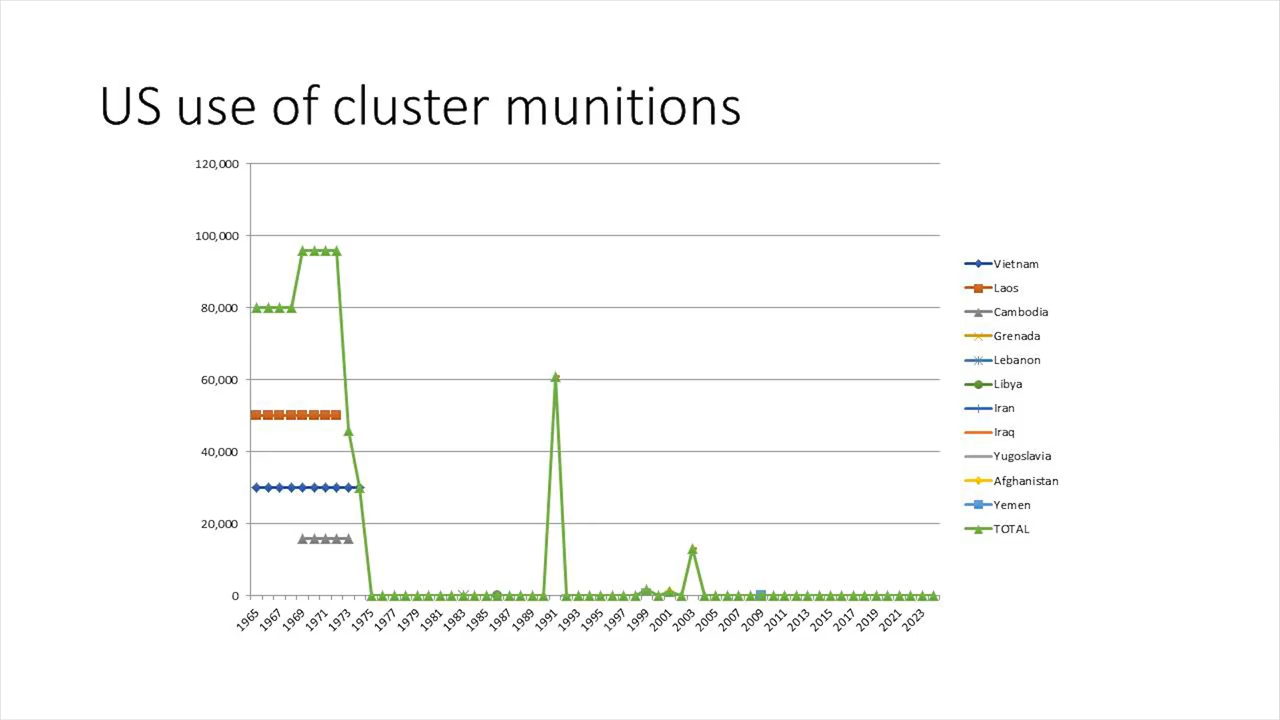 US use of cluster munitions
120,000
100,000
80,000
60,000
40,000
20,000
0
1965
1967
1969
1971
1973
1975
1977
1979
1981
1983
1985
1987
1989
1991
1993
1995
1997
1999
2001
2003
2005
2007
2009
2011
2013
2015
2017
2019
2021
2023
Vietnam
Laos
Cambodia
Grenada
Lebanon
Libya
Iran
Iraq
Yugoslavia
Afghanistan
Yemen
TOTAL